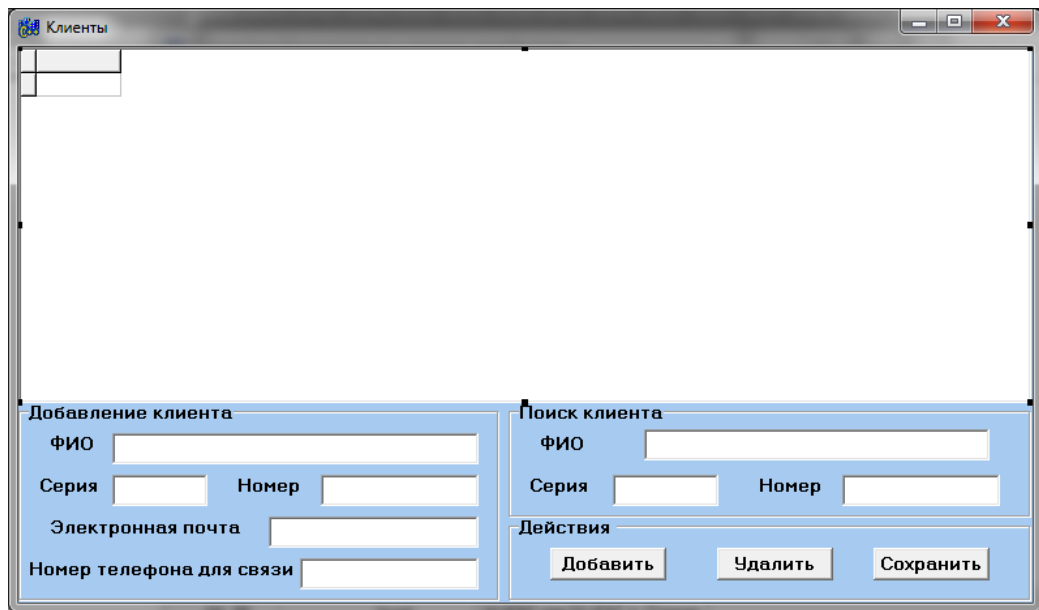 Клиенты
Добавление клиента
ФИО
Серия Номер
Электронная почта
Номер телефона для связи
Поиск клиента
ФИО
Серия Номер
Действия
Добавить Удалить Сохранить